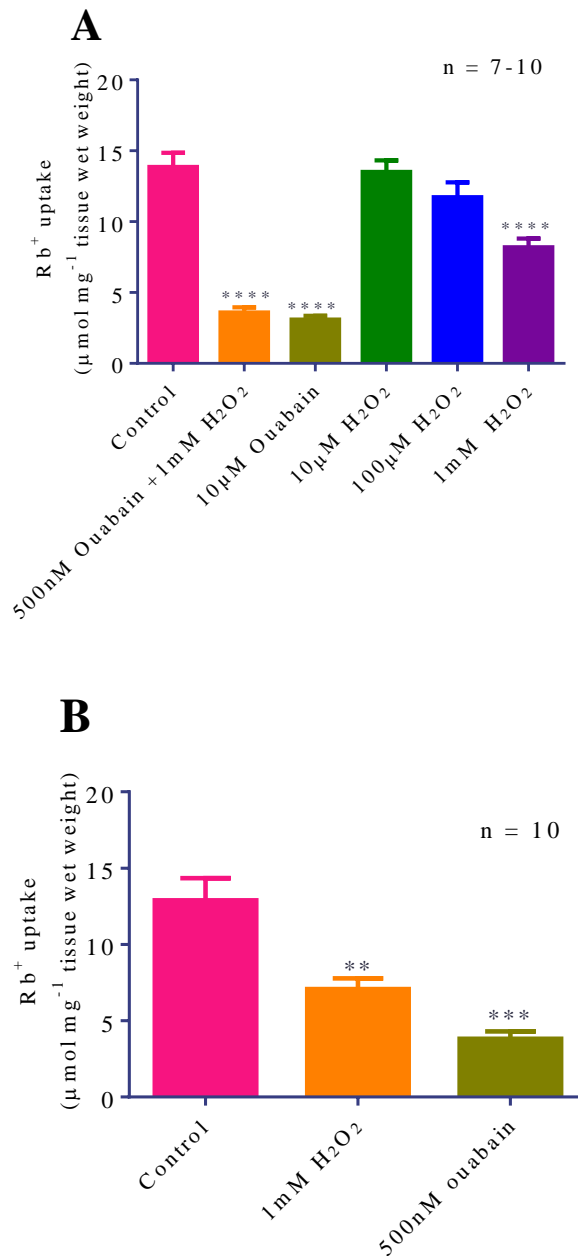 A
n = 7-10
Rb⁺ uptake
(µmol mg⁻¹ tissue wet weight)
20
15
10
5
0
****
****
****
Control
500nM Ouabain +1mM H₂O₂
10µM Ouabain
10µM H₂O₂
100µM H₂O₂
1mM H₂O₂
B
n = 10
Rb⁺ uptake
(µmol mg⁻¹ tissue wet weight)
20
15
10
5
0
**
***
Control
1mM H₂O₂
500nM ouabain